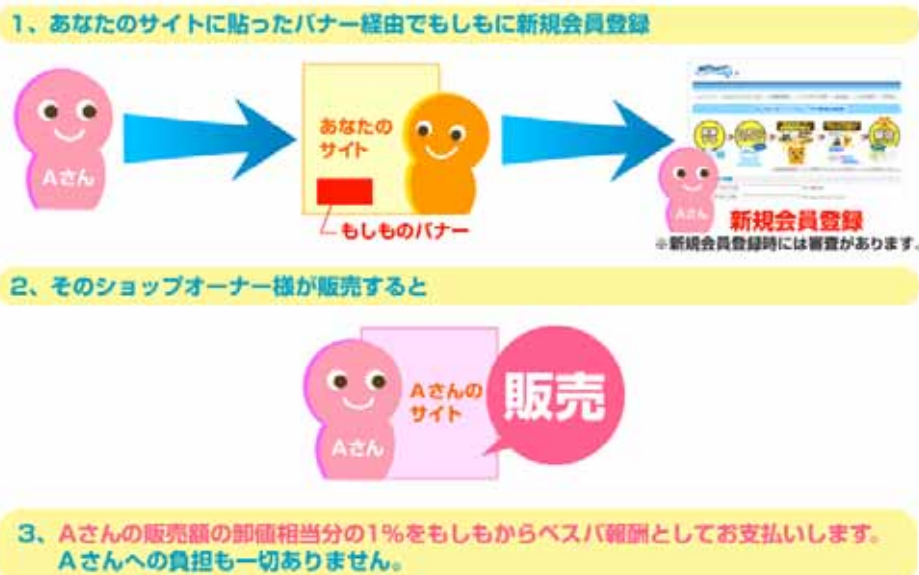 1、あなたのサイトに貼ったバナー経由でもしもに新規会員登録
Aさん
あなたの
サイト
もしものバナー
Aさん
新規会員登録
※新規会員登録時には審査があります。
2、そのショップオーナー様が販売すると
Aさん
Aさんの
サイト
販売
3、Aさんの販売額の卸値相当分の1%をもしもからベスパ報酬としてお支払いします。
Aさんへの負担も一切ありません。